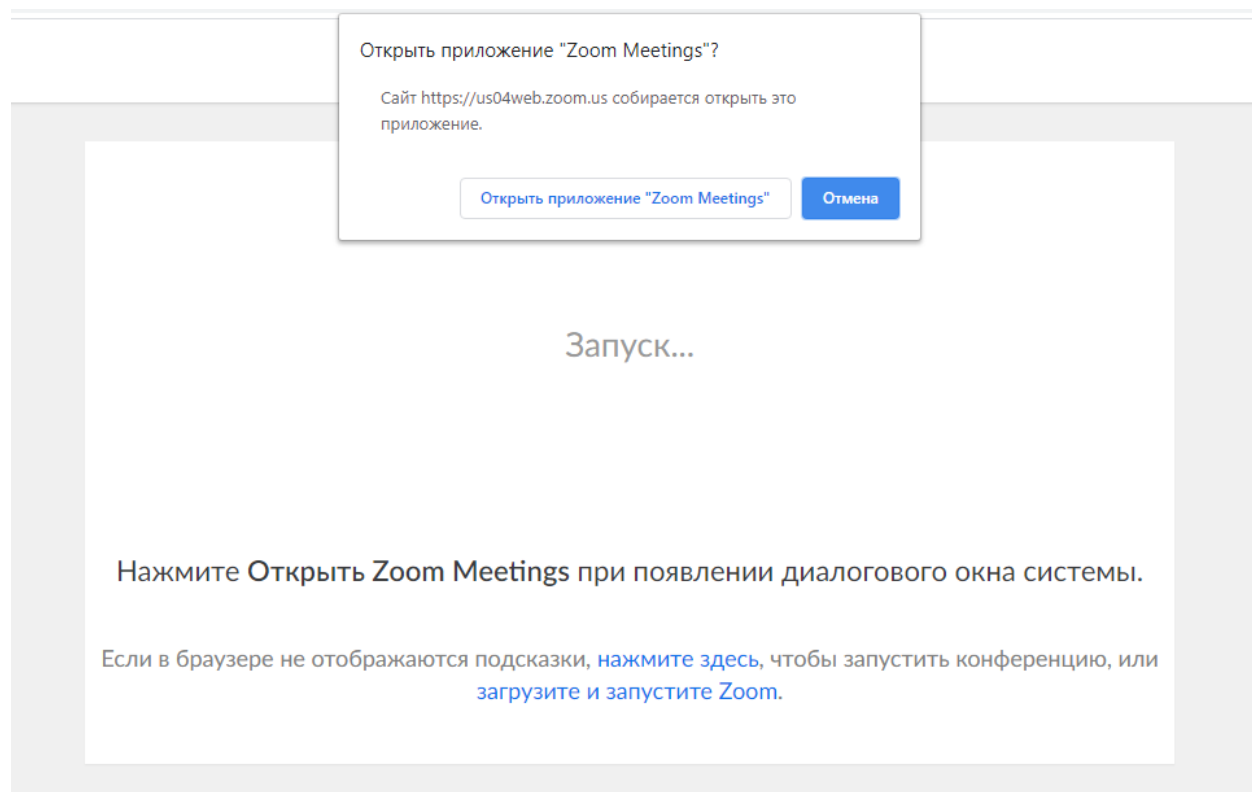 Открыть приложение "Zoom Meetings"?
Сайт https://us04web.zoom.us собирается открыть это
приложение.
Открыть приложение "Zoom Meetings"
Отмена
Запуск...
Нажмите Открыть Zoom Meetings при появлении диалогового окна системы.
Если в браузере не отображаются подсказки, нажмите здесь, чтобы запустить конференцию, или
загрузите и запустите Zoom.